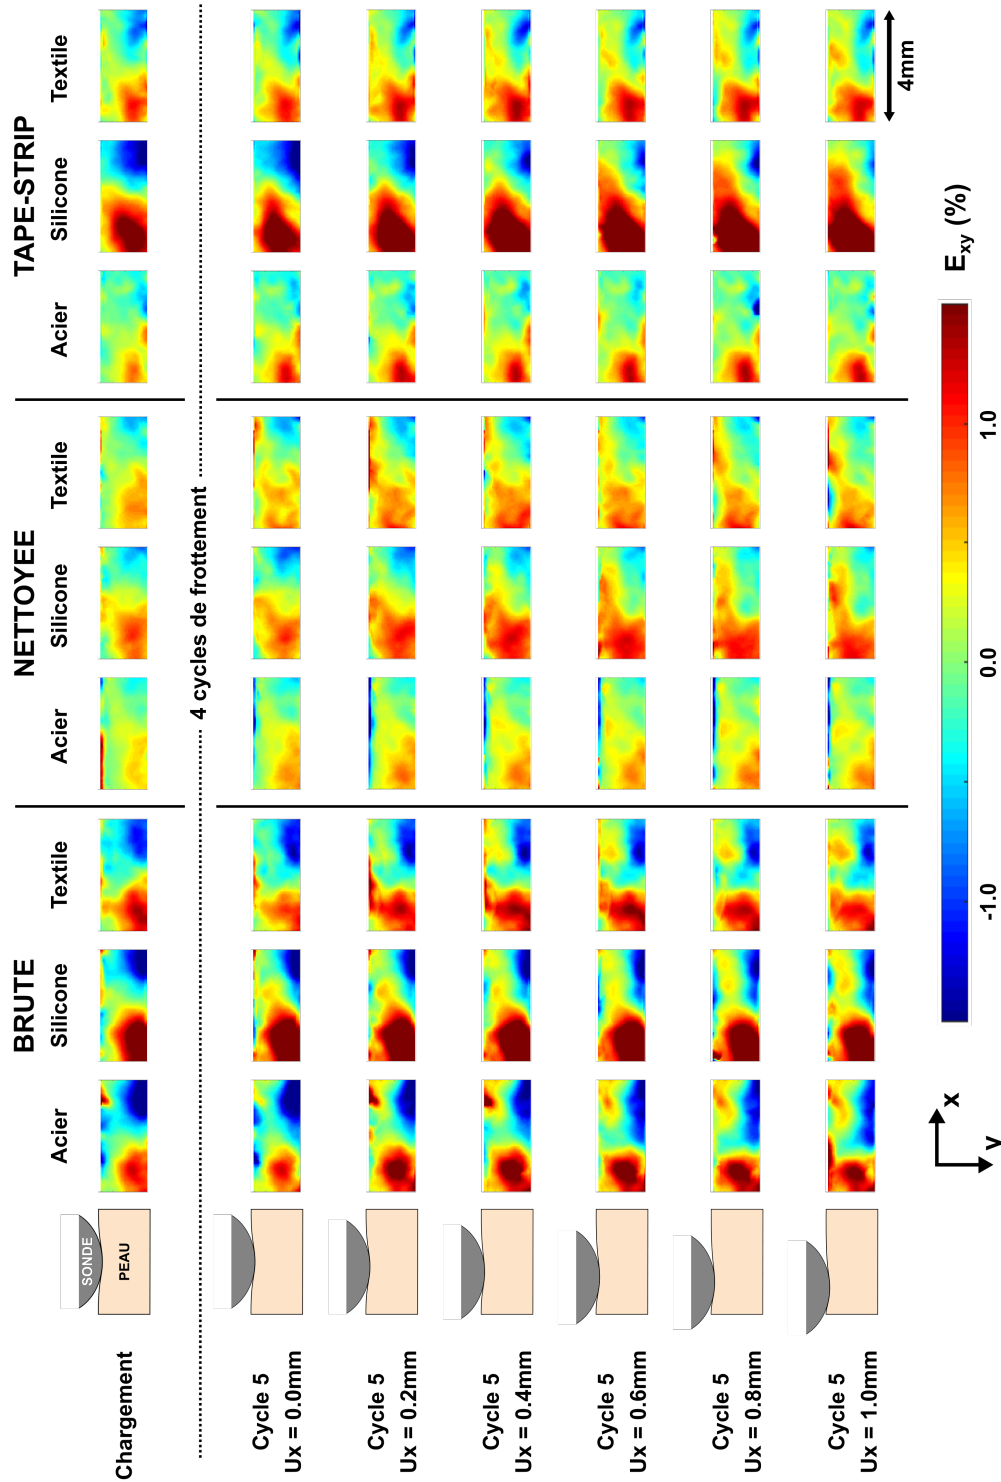 BRUTE
NETTOYEE
TAPE-STRIP
Acier
Silicone
Textile
Acier
Silicone
Textile
Acier
Silicone
Textile
Chargement
SONDE
PEAU
4 cycles de frottement
Cycle 5
Ux = 0.0mm
Cycle 5
Ux = 0.2mm
Cycle 5
Ux = 0.4mm
Cycle 5
Ux = 0.6mm
Cycle 5
Ux = 0.8mm
Cycle 5
Ux = 1.0mm
4mm
x
y
-1.0
0.0
1.0
Exy (%)